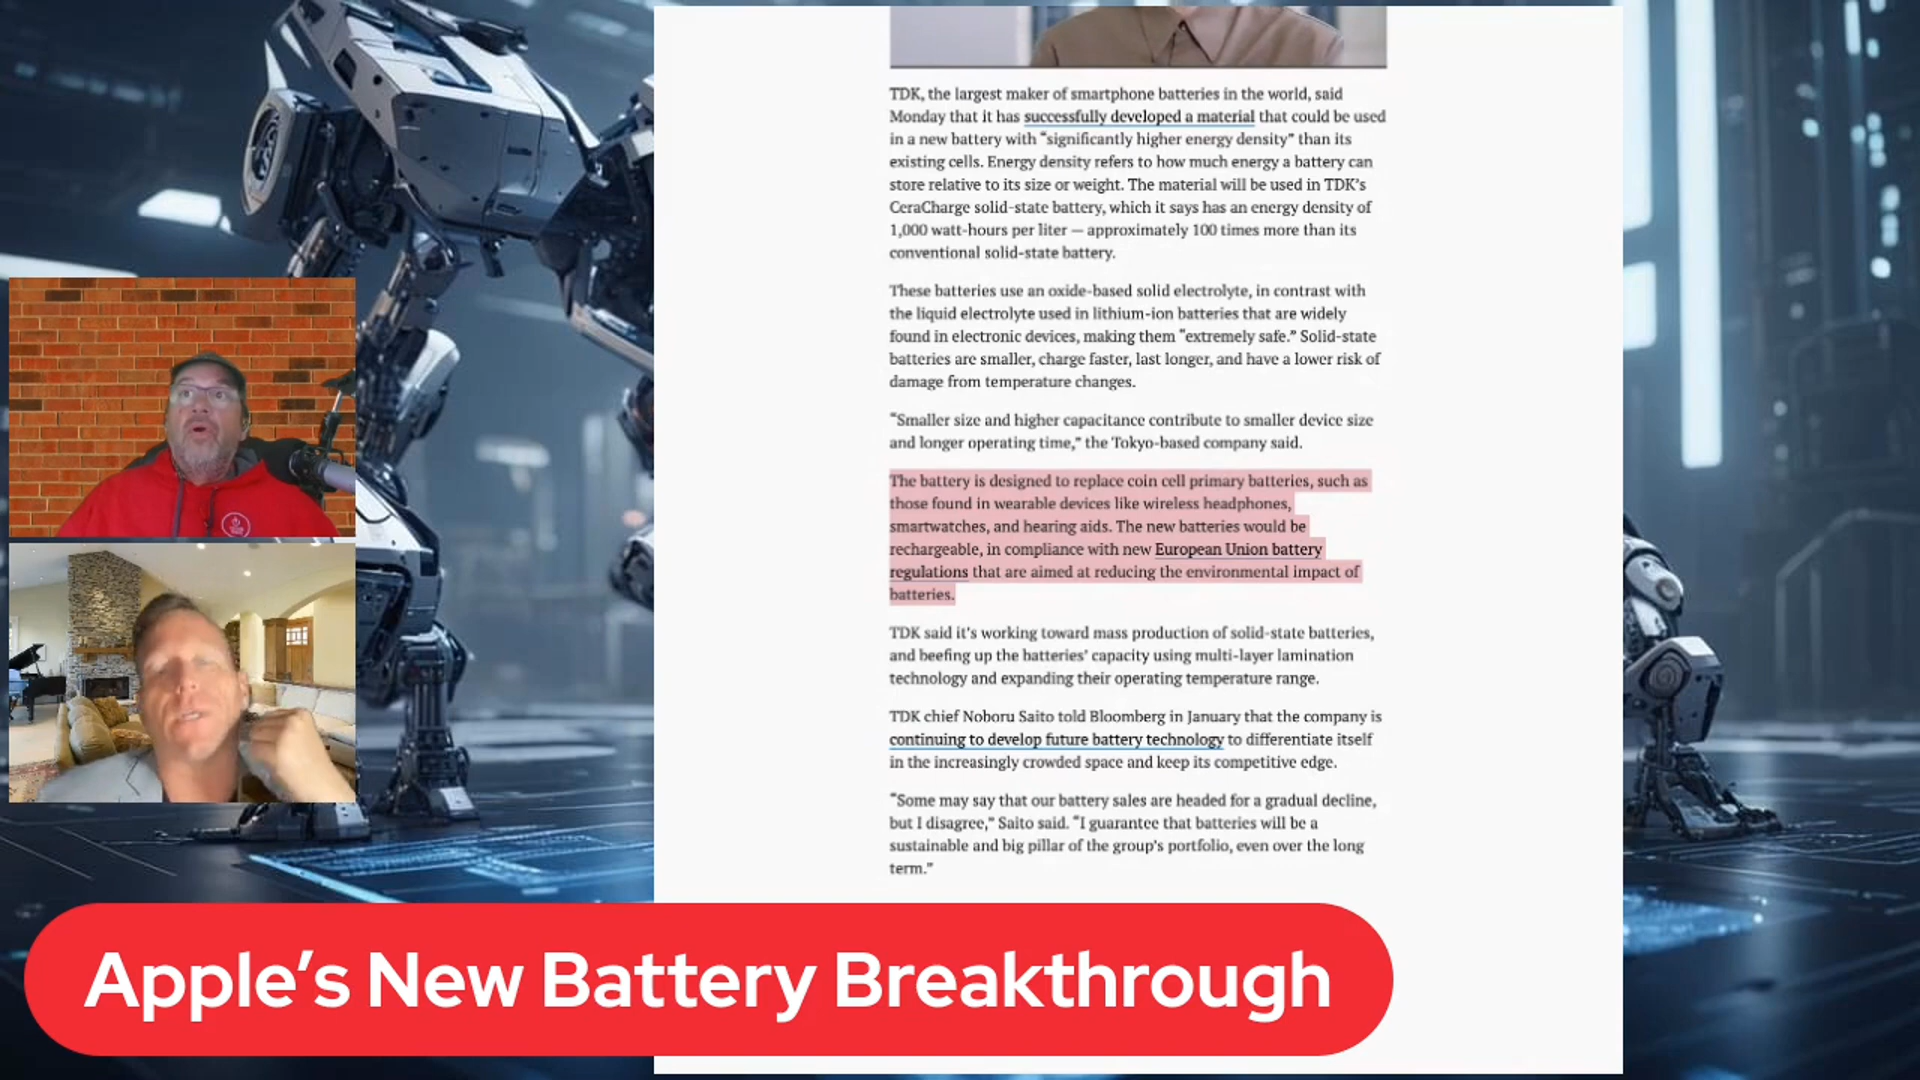 TDK, the largest maker of smartphone batteries in the world, said
Monday that it has successfully developed a material that could be used
in a new battery with “significantly higher energy density” than its
existing cells. Energy density refers to how much energy a battery can
store relative to its size or weight. The material will be used in TDK’s
CeraCharge solid-state battery, which it says has an energy density of
1,000 watt-hours per liter — approximately 100 times more than its
conventional solid-state battery.
These batteries use an oxide-based solid electrolyte, in contrast with
the liquid electrolyte used in lithium-ion batteries that are widely
found in electronic devices, making them “extremely safe.” Solid-state
batteries are smaller, charge faster, last longer, and have a lower risk of
damage from temperature changes.
“Smaller size and higher capacitance contribute to smaller device size
and longer operating time,” the Tokyo-based company said.
The battery is designed to replace coin cell primary batteries, such as
those found in wearable devices like wireless headphones,
smartwatches, and hearing aids. The new batteries would be
rechargeable, in compliance with new European Union battery
regulations that are aimed at reducing the environmental impact of
batteries.
TDK said it’s working toward mass production of solid-state batteries,
and beefing up the batteries’ capacity using multi-layer lamination
technology and expanding their operating temperature range.
TDK chief Noboru Saito told Bloomberg in January that the company is
continuing to develop future battery technology to differentiate itself
in the increasingly crowded space and keep its competitive edge.
“Some may say that our battery sales are headed for a gradual decline,
but I disagree,” Saito said. “I guarantee that batteries will be a
sustainable and big pillar of the group’s portfolio, even over the long
term.”
Apple’s New Battery Breakthrough